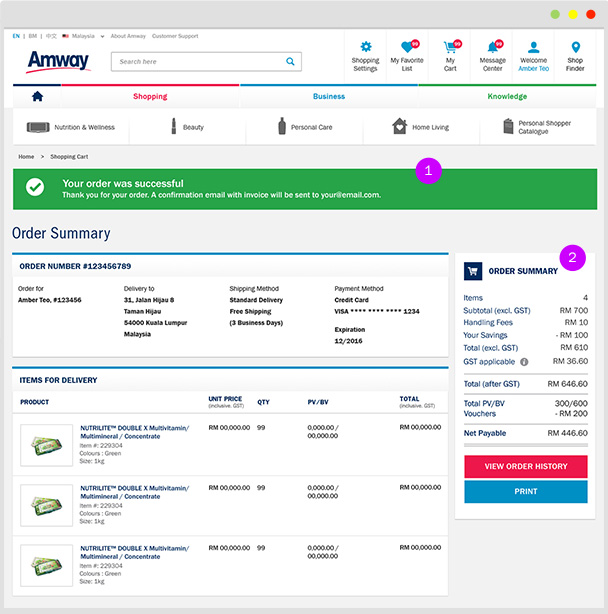 EN | BM | 中文 Malaysia About Amway Customer Support
Amway
Search here
Shopping Settings
99
My Favorite List
99
My Cart
99
Message Center
Welcome Amber Teo
Shop Finder
Shopping Business Knowledge
Nutrition & Wellness
Beauty
Personal Care
Home Living
Personal Shopper Catalogue
Home > Shopping Cart
1
Your order was successful
Thank you for your order. A confirmation email with invoice will be sent to your@email.com.
Order Summary
ORDER NUMBER #123456789
Order for
Amber Teo, #123456
Delivery to
31, Jalan Hijau 8
Taman Hijau
54000 Kuala Lumpur
Malaysia
Shipping Method
Standard Delivery
Free Shipping
(3 Business Days)
Payment Method
Credit Card
VISA **** **** **** 1234
Expiration
12/2016
ITEMS FOR DELIVERY
PRODUCT UNIT PRICE QTY PV/BV TOTAL
(inclusive. GST) (inclusive. GST)
NUTRILITE™ DOUBLE X Multivitamin/ RM 00,000.00 99 0,000.00 / RM 00,000.00
Multimineral / Concentrate 00,000.00
Item #: 229304
Colours : Green
Size: 1kg
NUTRILITE™ DOUBLE X Multivitamin/ RM 00,000.00 99 0,000.00 / RM 00,000.00
Multimineral / Concentrate 00,000.00
Item #: 229304
Colours : Green
Size: 1kg
NUTRILITE™ DOUBLE X Multivitamin/ RM 00,000.00 99 0,000.00 / RM 00,000.00
Multimineral / Concentrate 00,000.00
Item #: 229304
Colours : Green
Size: 1kg
2
ORDER SUMMARY
Items 4
Subtotal (excl. GST) RM 700
Handling Fees RM 10
Your Savings - RM 100
Total (excl. GST) RM 610
GST applicable i RM 36.60
Total (after GST) RM 646.60
Total PV/BV 300/600
Vouchers - RM 200
Net Payable RM 446.60
VIEW ORDER HISTORY
PRINT